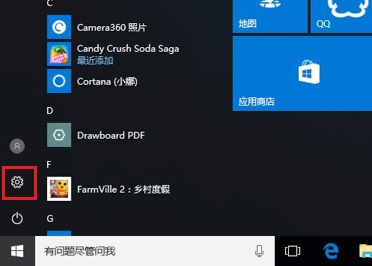 C
Camera360 照片
Candy Crush Soda Saga
最近添加
Cortana (小娜)
D
Drawboard PDF
F
FarmVille 2：乡村度假
G
地图
QQ
应用商店
有问题尽管问我